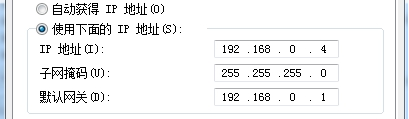 自动获得 IP 地址(O)
使用下面的 IP 地址(S):
IP 地址(I): 192 .168 . 0 . 4
子网掩码(U): 255 .255 .255 . 0
默认网关(D): 192 .168 . 0 . 1